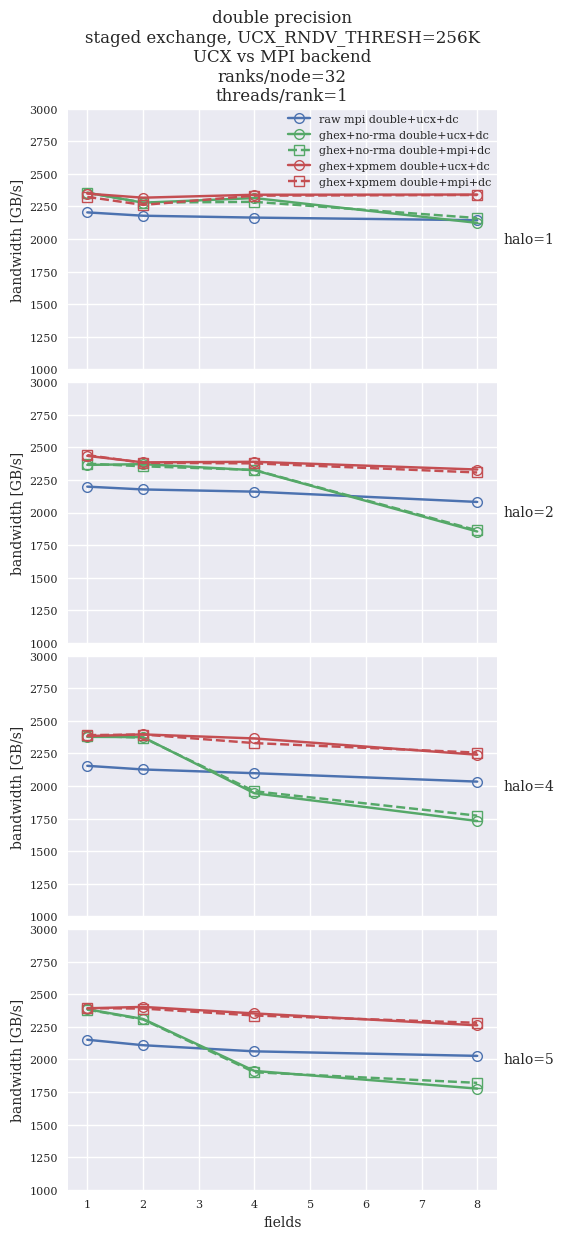 double precision
staged exchange, UCX_RNDV_THRESH=256K
UCX vs MPI backend
ranks/node=32
threads/rank=1
raw mpi double+ucx+dc
ghex+no-rma double+ucx+dc
ghex+no-rma double+mpi+dc
ghex+xpmem double+ucx+dc
ghex+xpmem double+mpi+dc
3000
2750
2500
2250
2000
1750
1500
1250
1000
bandwidth [GB/s]
halo=1
3000
2750
2500
2250
2000
1750
1500
1250
1000
bandwidth [GB/s]
halo=2
3000
2750
2500
2250
2000
1750
1500
1250
1000
bandwidth [GB/s]
halo=4
3000
2750
2500
2250
2000
1750
1500
1250
1000
bandwidth [GB/s]
halo=5
1 2 3 4 5 6 7 8
fields